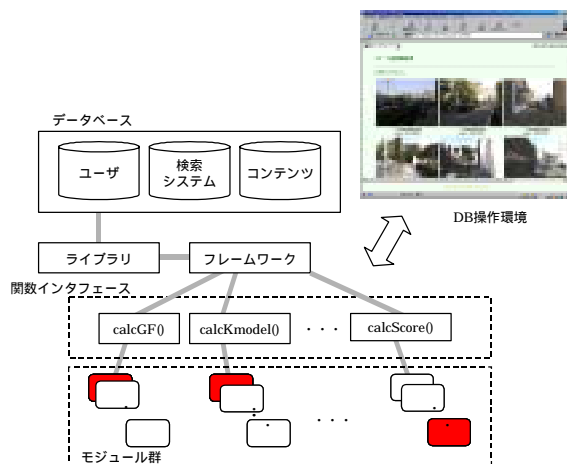 データベース
ユーザ
検索
システム
コンテンツ
DB操作環境
ライブラリ
フレームワーク
関数インタフェース
calcGF()
calcKmodel()
・・・
calcScore()
・・・
モジュール群